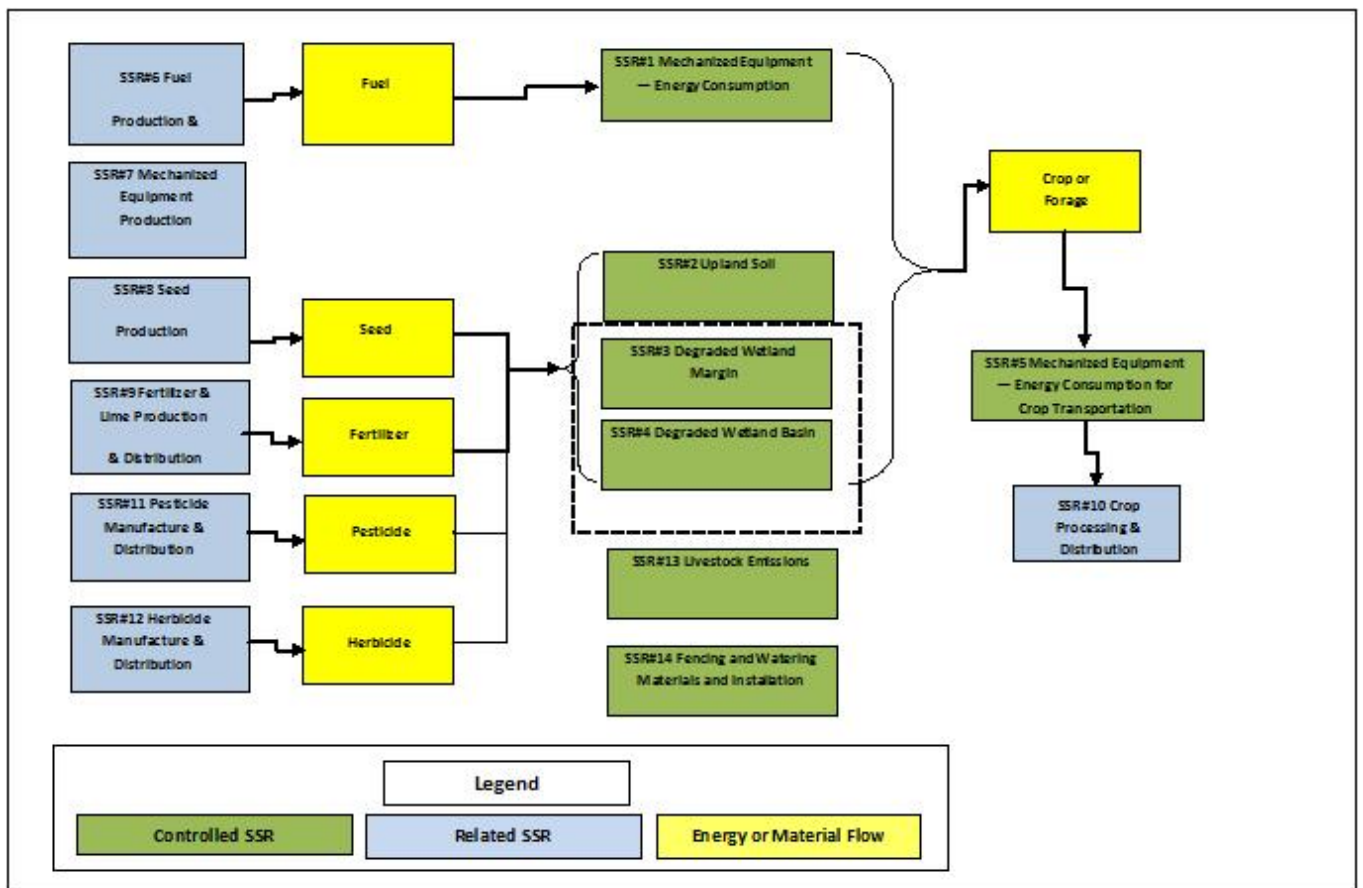 SSR#6 Fuel
Production &
Fuel
SSR#1 Mechanized Equipment
— Energy Consumption
SSR#7 Mechanized
Equipment
Production
Crop or
Forage
SSR#8 Seed
Production
Seed
SSR#2 Upland Soil
SSR#3 Degraded Wetland
Margin
SSR#5 Mechanized Equipment
— Energy Consumption for
Crop Transportation
SSR#9 Fertilizer &
Lime Production
& Distribution
Fertilizer
SSR#4 Degraded Wetland Basin
SSR#11 Pesticide
Manufacture &
Distribution
Pesticide
SSR#10 Crop
Processing &
Distribution
SSR#13 Livestock Emissions
SSR#12 Herbicide
Manufacture &
Distribution
Herbicide
SSR#14 Fencing and Watering
Materials and Installation
Legend
Controlled SSR
Related SSR
Energy or Material Flow